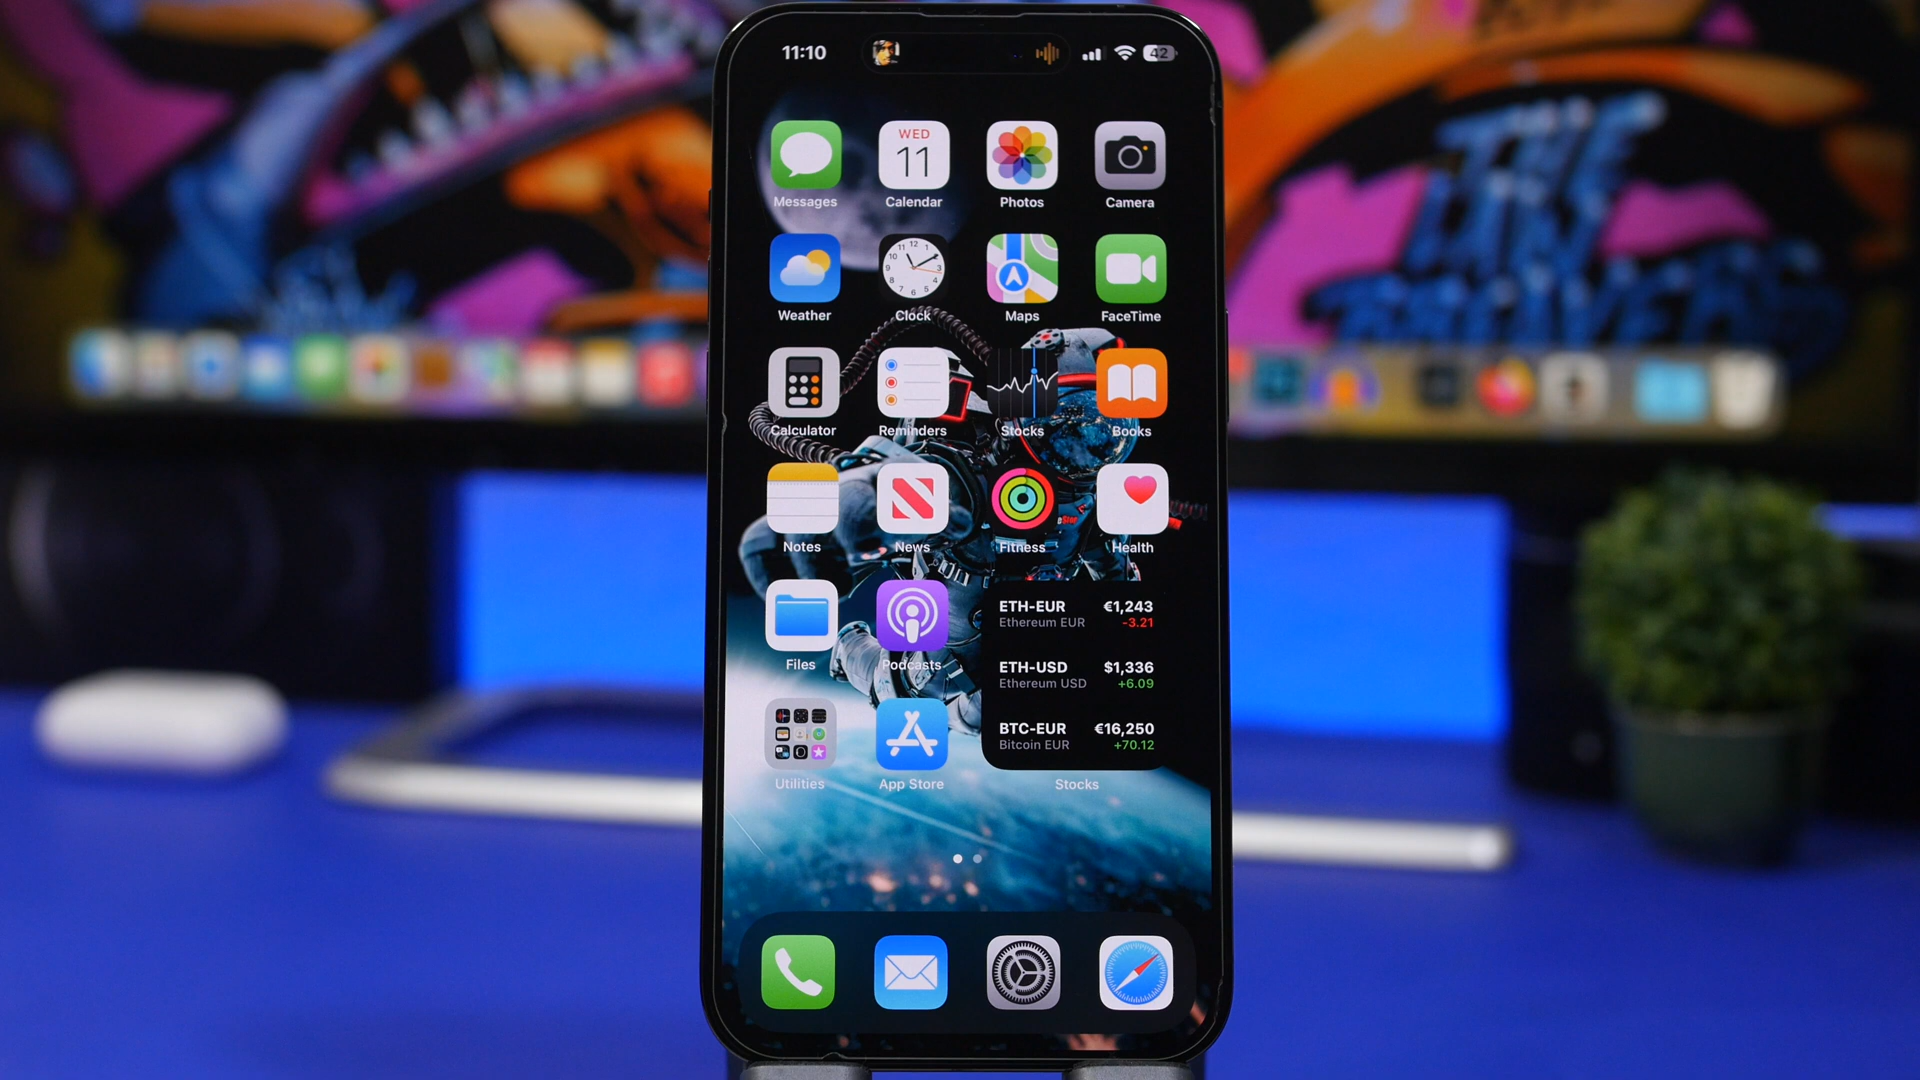 11:10
42
WED
11
Messages
Calendar
Photos
Camera
Weather
Clock
Maps
FaceTime
Calculator
Reminders
Stocks
Books
Notes
News
Fitness
Health
ETH-EUR €1,243
Ethereum EUR -3.21
ETH-USD $1,336
Ethereum USD +6.09
BTC-EUR €16,250
Bitcoin EUR +70.12
Files
Podcasts
Utilities
App Store
Stocks